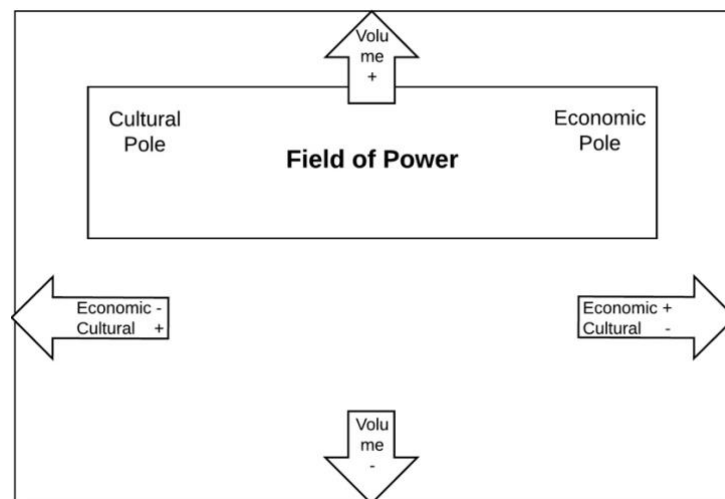 Volu
me
+
Cultural
Pole
Economic
Pole
Field of Power
Economic -
Cultural +
Economic +
Cultural -
Volu
me
-